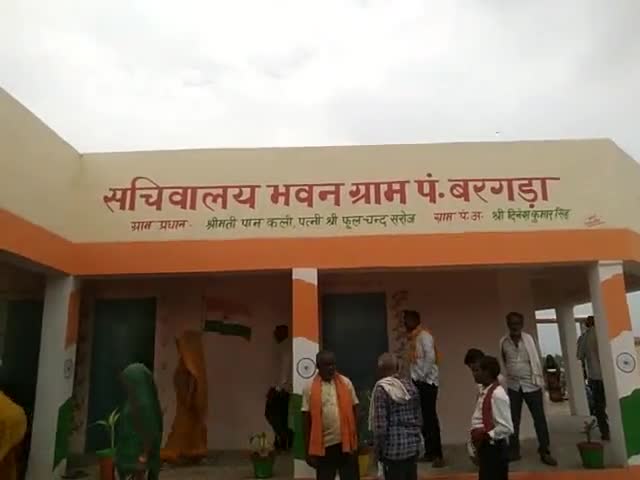 सचिवालय भवन ग्राम पं. बरगड़ा
ग्राम प्रधान - श्रीमती पान कली, पत्नी श्री फूलचन्द सरोज ग्राम पं. अ. श्री दिनेश कुमार सिंह